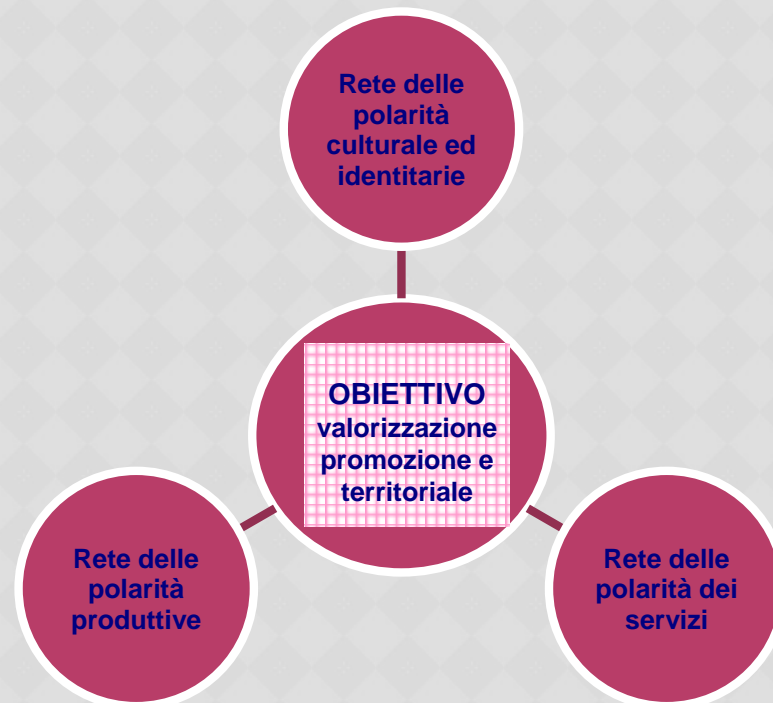 Rete delle
polarità
culturale ed
identitarie
OBIETTIVO
valorizzazione
promozione e
territoriale
Rete delle
polarità
produttive
Rete delle
polarità dei
servizi